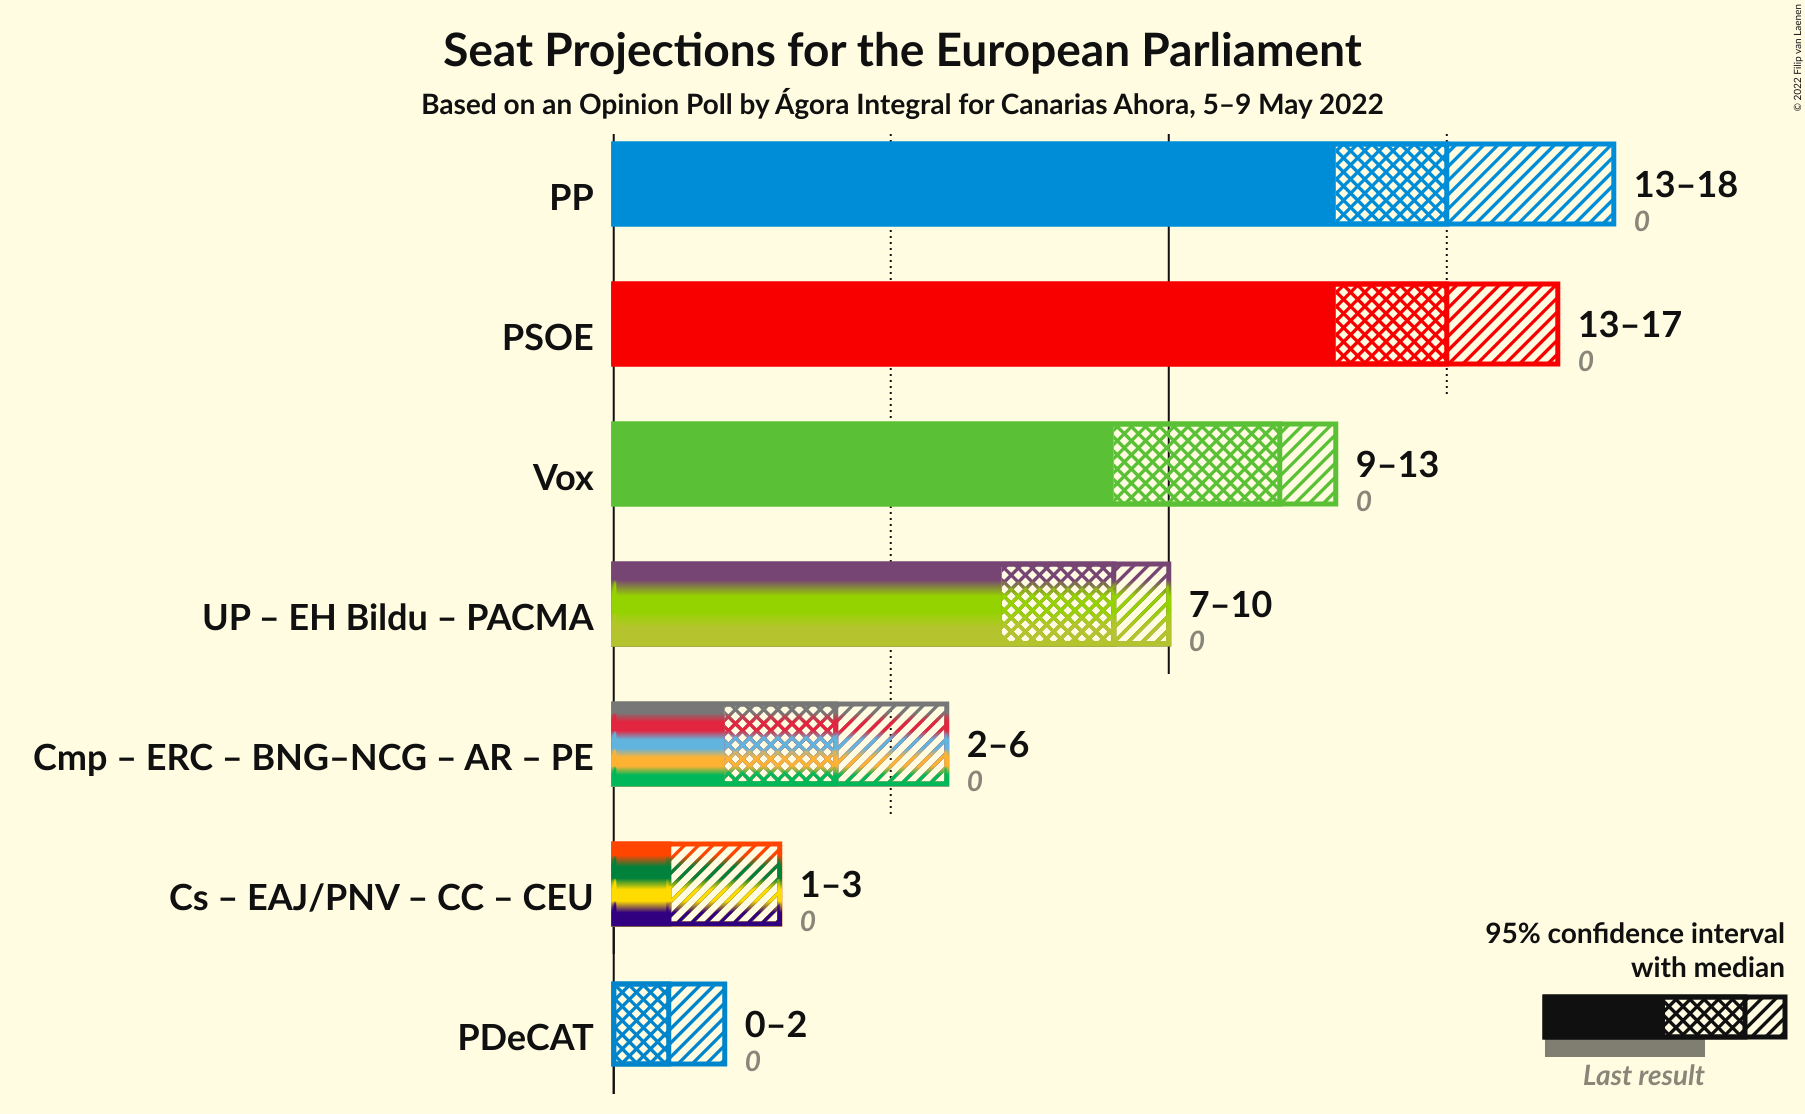 Seat Projections for the European Parliament
Based on an Opinion Poll by Ágora Integral for Canarias Ahora, 5–9 May 2022
© 2022 Filip van Laenen
PP
13–18
0
PSOE
13–17
0
Vox
9–13
0
UP – EH Bildu – PACMA
7–10
0
Cmp – ERC – BNG–NCG – AR – PE
2–6
0
Cs – EAJ/PNV – CC – CEU
1–3
0
PDeCAT
0–2
0
95% confidence interval
with median
Last result